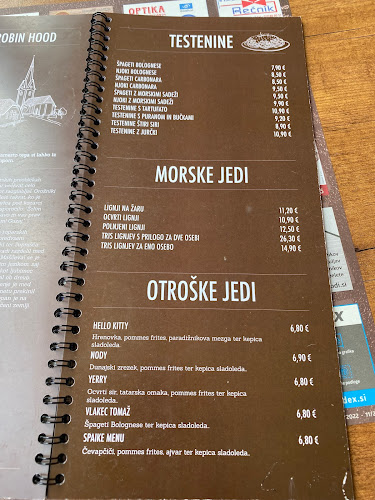 ROBIN HOOD
OPTIKA
Rečnik
TESTENINE
ŠPAGETI BOLOGNESE 7,90 €
NJOKI BOLOGNESE 8,50 €
ŠPAGETI CARBONARA 8,50 €
NJOKI CARBONARA 9,50 €
ŠPAGETI Z MORSKIMI SADEŽI 9,50 €
NJOKI Z MORSKIMI SADEŽI 9,90 €
TESTENINE S TARTUFATO 10,90 €
TESTENINE S PURANOM IN BUČKAMI 9,20 €
TESTENINE ŠTIRI SIRI 8,90 €
TESTENINE Z JURČKI 10,90 €
MORSKE JEDI
LIGNJI NA ŽARU 11,20 €
OCVRTI LIGNJI 10,90 €
POLNJENI LIGNJI 12,50 €
TRIS LIGNJEV S PRILOGO ZA DVE OSEBI 26,30 €
TRIS LIGNJEV ZA ENO OSEBO 14,90 €
OTROŠKE JEDI
HELLO KITTY 6,80 €
Hrenovka, pommes frites, paradižnikova mezga ter kepica
sladoleda.
NODY 6,90 €
Dunajski zrezek, pommes frites ter kepica
sladoleda.
YERRY 6,80 €
Ocvrti sir, tatarska omaka, pommes frites ter kepica
sladoleda.
VLAKEC TOMAŽ 6,80 €
Špageti Bolognese ter kepica sladoleda.
SPAJKE MENU 6,80 €
Čevapčiči, pommes frites, ajvar ter kepica
sladoleda.
dex.si